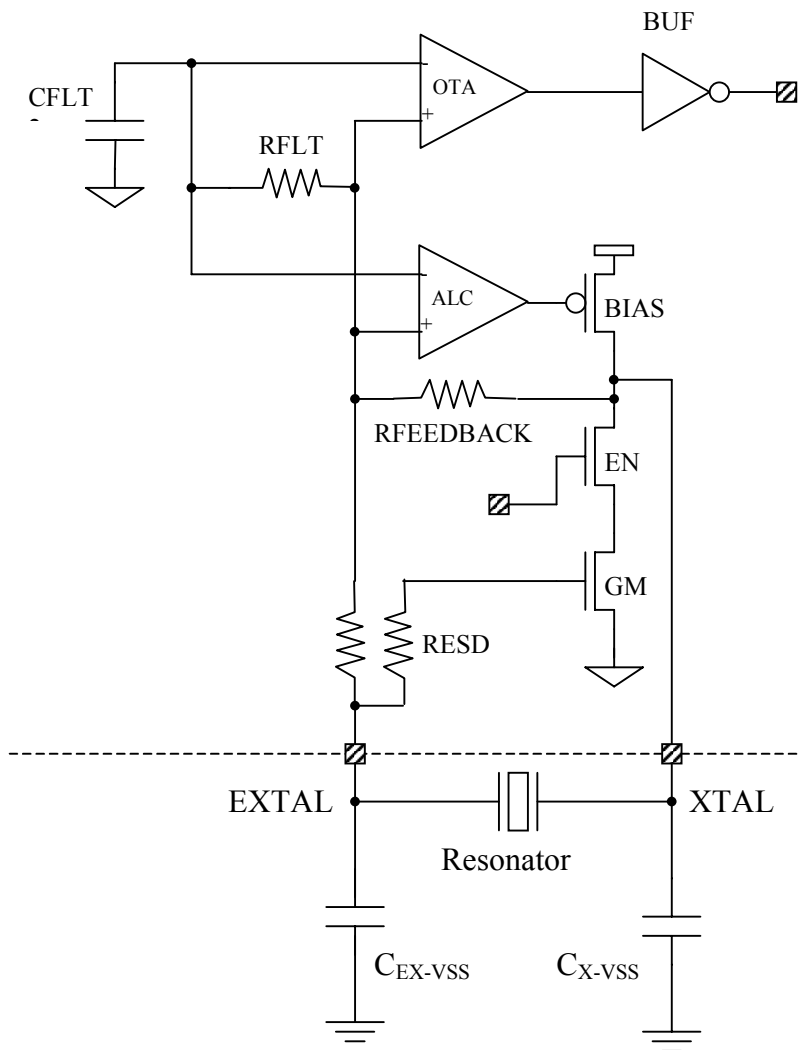 BUF
OTA
-
+
CFLT
RFLT
ALC
-
+
BIAS
RFEEDBACK
EN
GM
RESD
EXTAL
XTAL
Resonator
CEX-VSS
CX-VSS